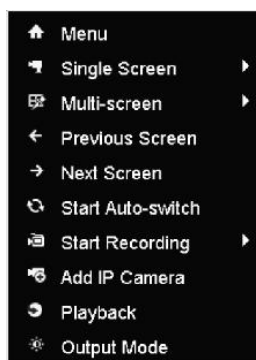 Menu
Single Screen
Multi-screen
Previous Screen
Next Screen
Start Auto-switch
Start Recording
Add IP Camera
Playback
Output Mode